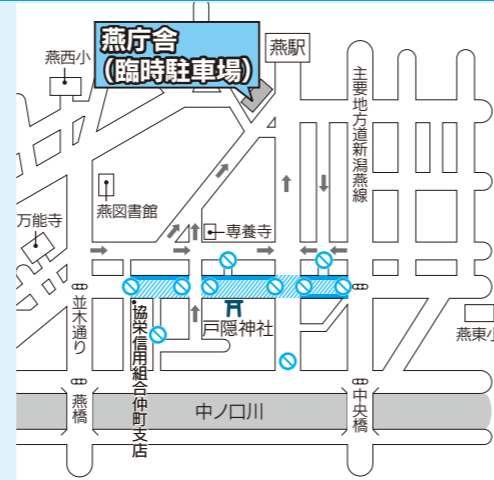 燕庁舎
（臨時駐車場）
燕駅
燕西小
主要地方道新潟燕線
燕図書館
万能寺
専養寺
戸隠神社
並木通り
協栄信用組合仲町支店
燕東小
燕橋
中ノ口川
中央橋